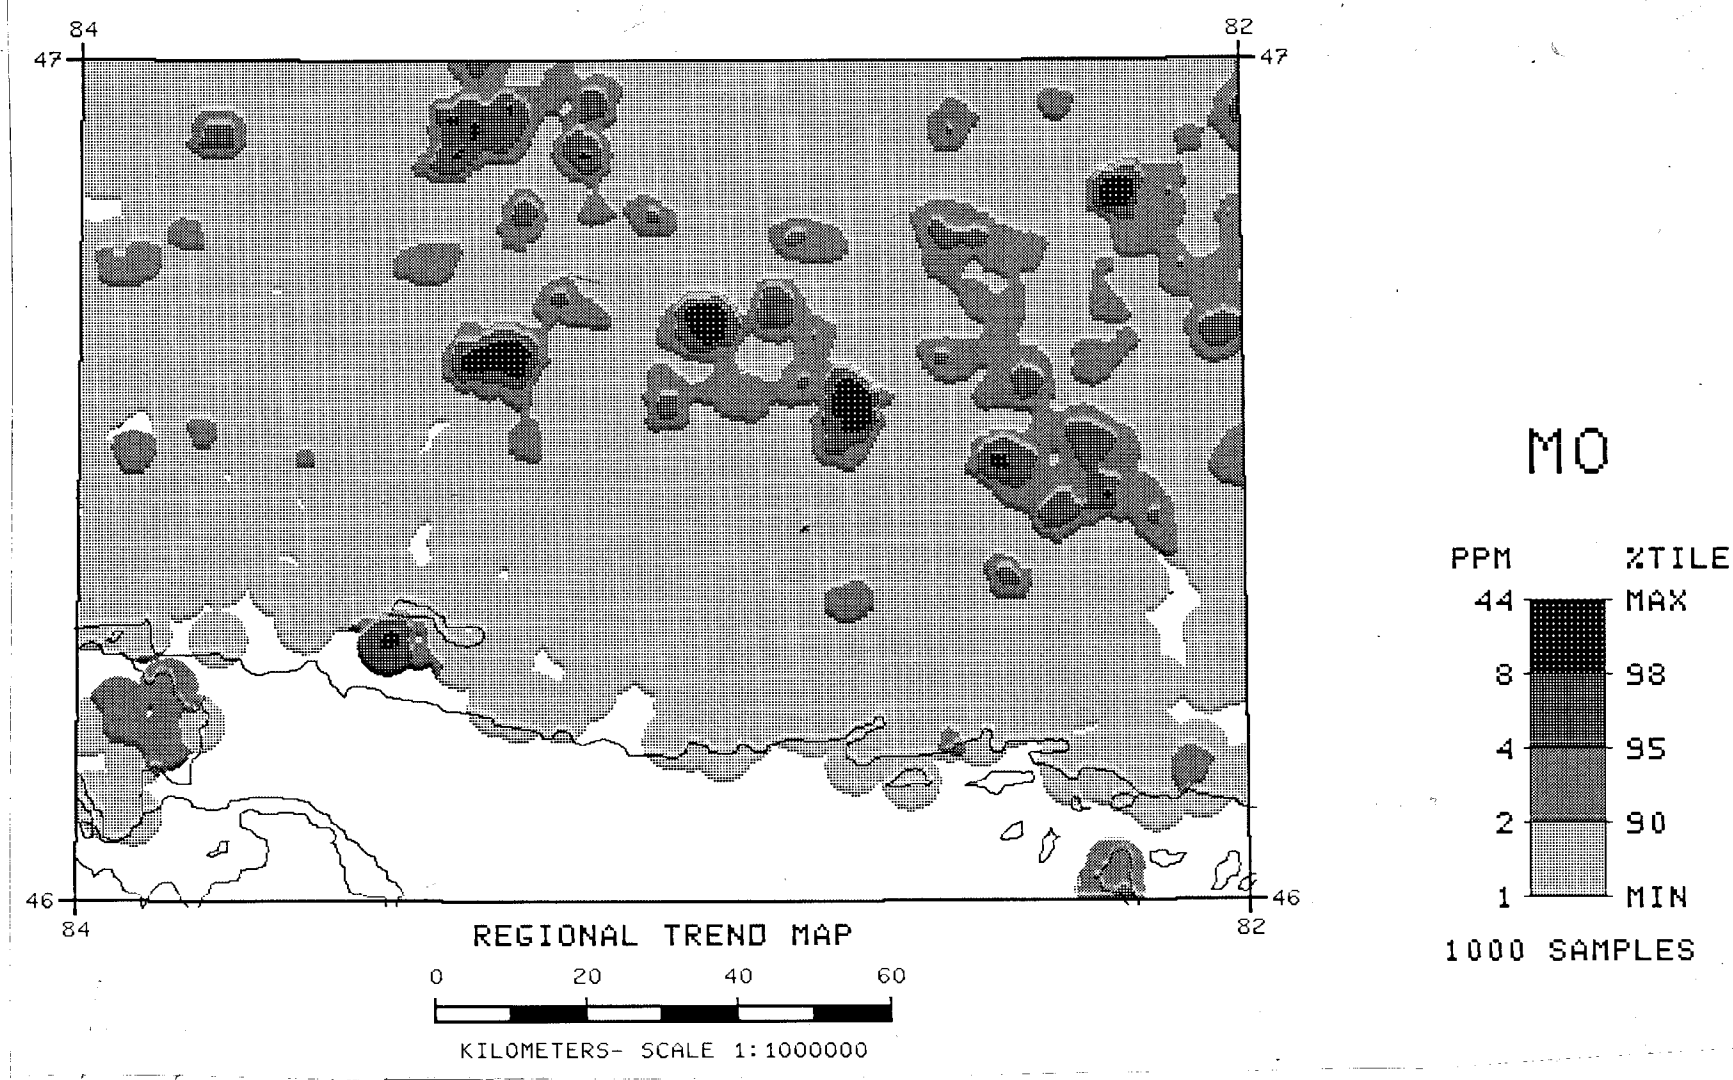 84 82
47 47
MO
PPM %TILE
44 MAX
8 98
4 95
2 90
1 MIN
46 46
84 82
REGIONAL TREND MAP
1000 SAMPLES
0 20 40 60
KILOMETERS- SCALE 1:1000000